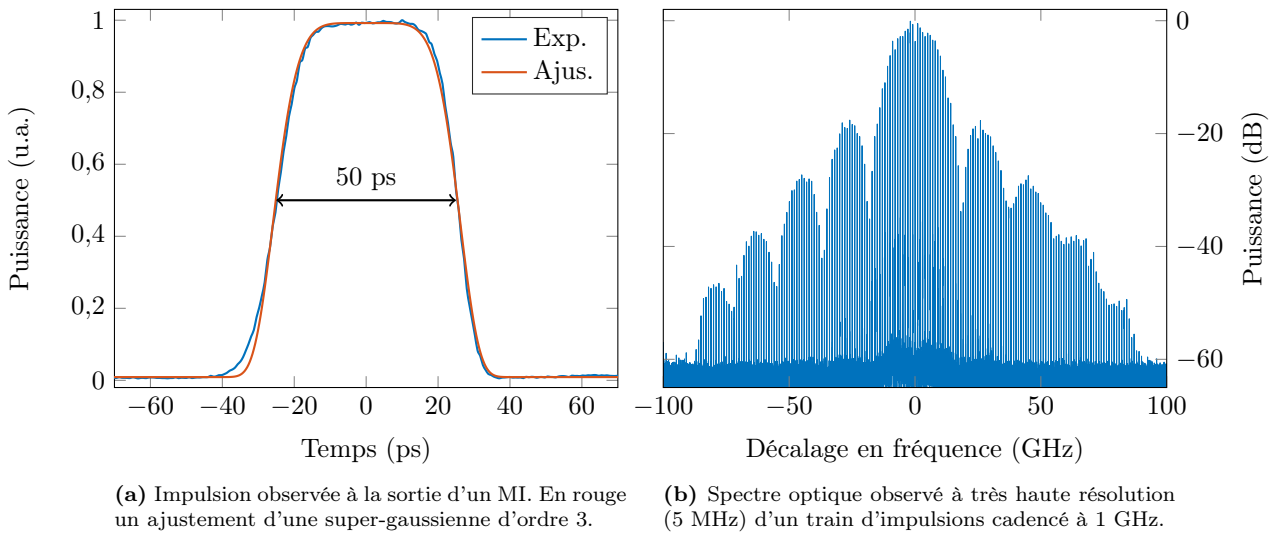 Puissance (u.a.)
1
0,8
0,6
0,4
0,2
0
Exp.
Ajus.
50 ps
−60
−40
−20
0
20
40
60
Temps (ps)
(a) Impulsion observée à la sortie d'un MI. En rouge
un ajustement d'une super-gaussienne d'ordre 3.
0
−20
−40
−60
Puissance (dB)
−100
−50
0
50
100
Décalage en fréquence (GHz)
(b) Spectre optique observé à très haute résolution
(5 MHz) d'un train d'impulsions cadencé à 1 GHz.